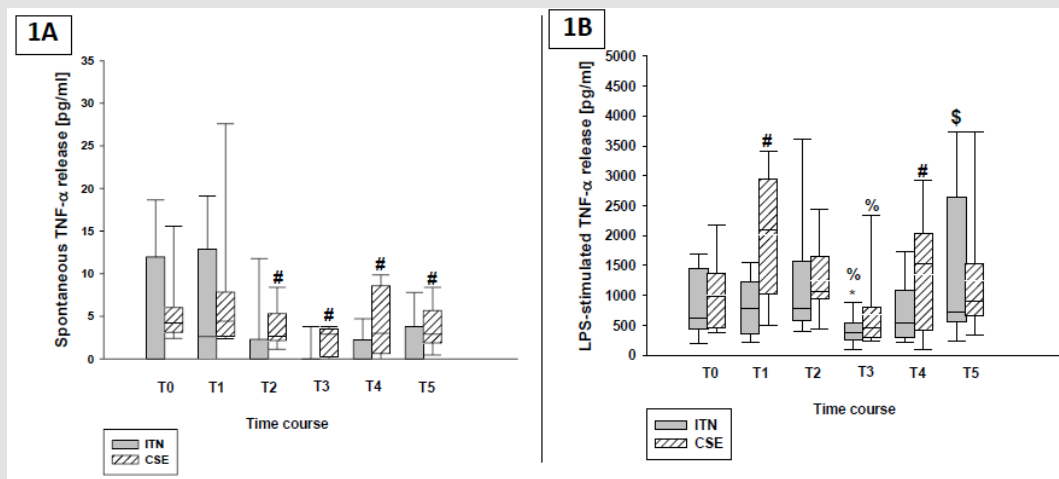 1A
Spontaneous TNF-α release [pg/ml]
35
30
25
20
15
10
5
0
# # # #
T0 T1 T2 T3 T4 T5
Time course
ITN
CSE
1B
LPS-stimulated TNF-α release [pg/ml]
5000
4500
4000
3500
3000
2500
2000
1500
1000
500
0
# % * % # $
T0 T1 T2 T3 T4 T5
Time course
ITN
CSE